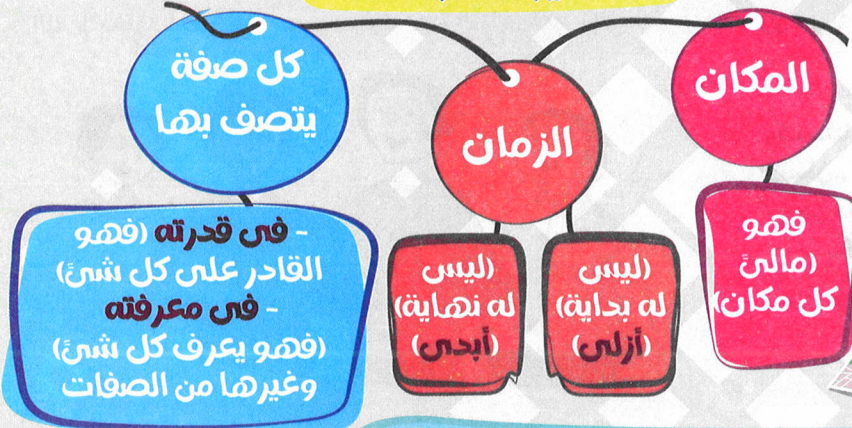 المكان
الزمان
كل صفة
يتصف بها
فهو
(مالئ
كل مكان)
(ليس
له بداية)
(أزلى)
(ليس
له نهاية)
(أبدى)
- فى قدرته (فهو
القادر على كل شئ)
- فى معرفته
(فهو يعرف كل شئ)
وغيرها من الصفات